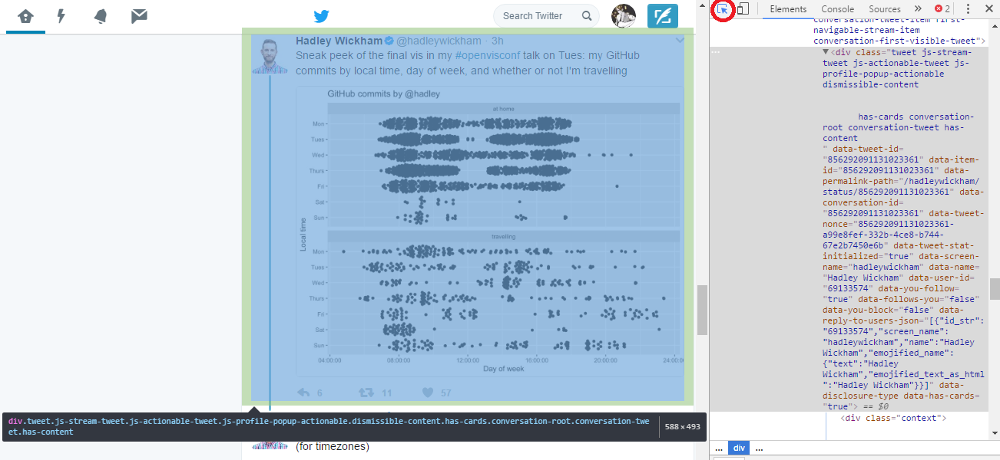 Search Twitter
Hadley Wickham @hadleywickham · 3h
Sneak peek of the final vis in my #openvisconf talk on Tues: my GitHub
commits by local time, day of week, and whether or not I'm travelling
GitHub commits by @hadley
at home
Mon
Tues
Wed
Thurs
Fri
Sat
Sun
Local time
travelling
Mon
Tues
Wed
Thurs
Fri
Sat
Sun
04:00:00 08:00:00 12:00:00 16:00:00 20:00:00 24:00:00
Day of week
6 11 57
div.tweet.js-stream-tweet.js-actionable-tweet.js-profile-popup-actionable.dismissible-content.has-cards.conversation-root.conversation-twe
et.has-content
588 × 493
(for timezones)
Elements Console Sources » 2
conversation-tweet-item first-
navigable-stream-item
conversation-first-visible-tweet">
… ▼<div class="tweet js-stream-
tweet js-actionable-tweet js-
profile-popup-actionable
dismissible-content
has-cards conversation-
root conversation-tweet has-
content
" data-tweet-id=
"856292091131023361" data-item-
id="856292091131023361" data-
permalink-path="/hadleywickham/
status/856292091131023361" data-
conversation-id=
"856292091131023361" data-tweet-
nonce="856292091131023361-
a99e8fef-332b-4ce8-b744-
67e2b7450e6b" data-tweet-stat-
initialized="true" data-screen-
name="hadleywickham" data-name=
"Hadley Wickham" data-user-id=
"69133574" data-you-follow=
"true" data-follows-you="false"
data-you-block="false" data-
reply-to-users-json="[{"id_str":
"69133574","screen_name":
"hadleywickham","name":"Hadley
Wickham","emojified_name":
{"text":"Hadley
Wickham","emojified_text_as_html
":"Hadley Wickham"}}]" data-
disclosure-type data-has-cards=
"true"> == $0
<div class="context">
... div ...